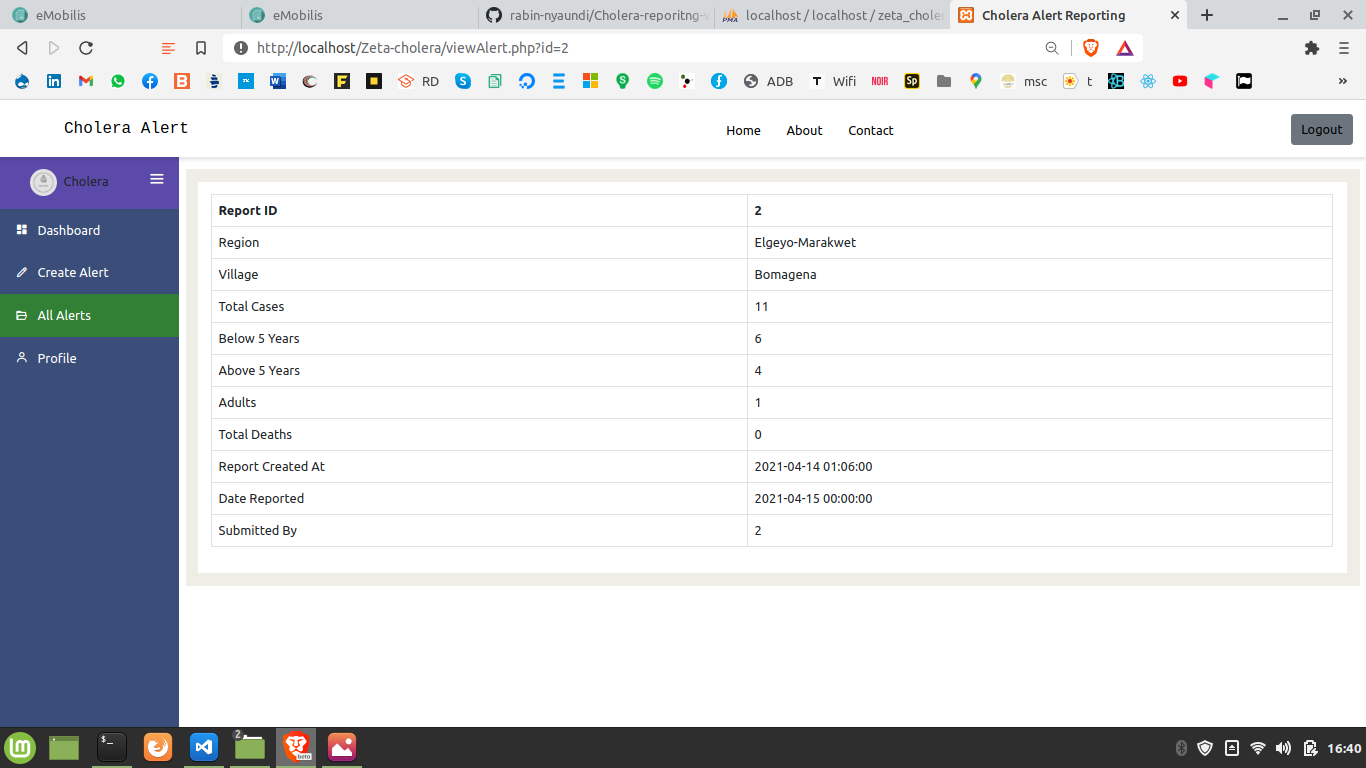 eMobilis
eMobilis
rabin-nyaundi/Cholera-reporitng-
localhost / localhost / zeta_choler
Cholera Alert Reporting
http://localhost/Zeta-cholera/viewAlert.php?id=2
RD
ADB
T Wifi
NOIR
Sp
msc
t
»
Cholera Alert
Home About Contact
Logout
Cholera
Dashboard
Create Alert
All Alerts
Profile
Report ID 2
Region Elgeyo-Marakwet
Village Bomagena
Total Cases 11
Below 5 Years 6
Above 5 Years 4
Adults 1
Total Deaths 0
Report Created At 2021-04-14 01:06:00
Date Reported 2021-04-15 00:00:00
Submitted By 2
2
16:40